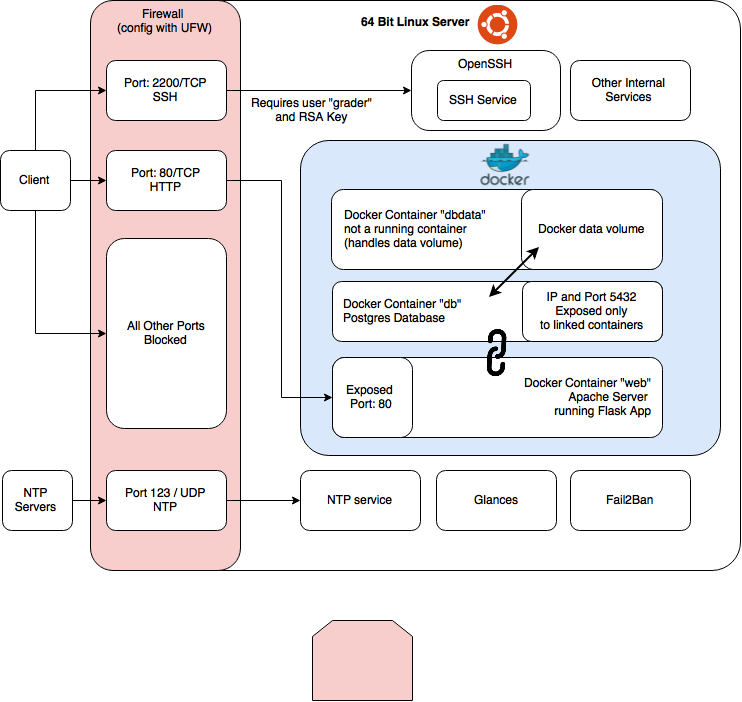 Firewall
(config with UFW)
64 Bit Linux Server
Port: 2200/TCP
SSH
Requires user "grader"
and RSA Key
OpenSSH
SSH Service
Other Internal
Services
Client
Port: 80/TCP
HTTP
docker
Docker Container "dbdata"
not a running container
(handles data volume)
Docker data volume
All Other Ports
Blocked
Docker Container "db"
Postgres Database
IP and Port 5432
Exposed only
to linked containers
Exposed
Port: 80
Docker Container "web"
Apache Server
running Flask App
NTP
Servers
Port 123 / UDP
NTP
NTP service
Glances
Fail2Ban